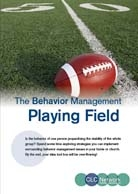 The Behavior Management
Playing Field
Is the behavior of one person jeopardizing the stability of the whole
group? Spend some time exploring strategies you can implement
surrounding behavior management issues in your home or church.
By the end, your idea tool box will be overflowing!
CLC Network